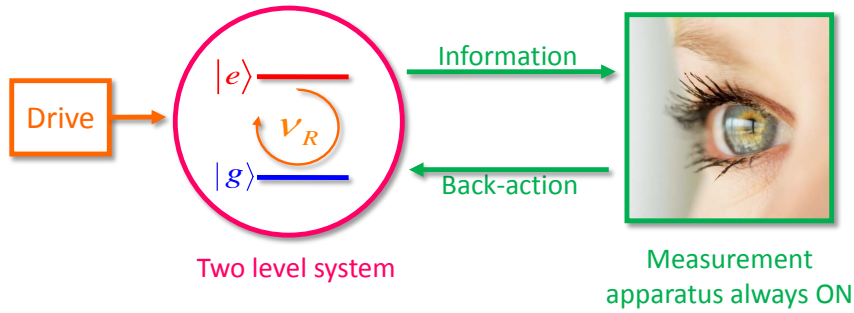 Drive
|e⟩
ν_R
|g⟩
Two level system
Information
Back-action
Measurement
apparatus always ON